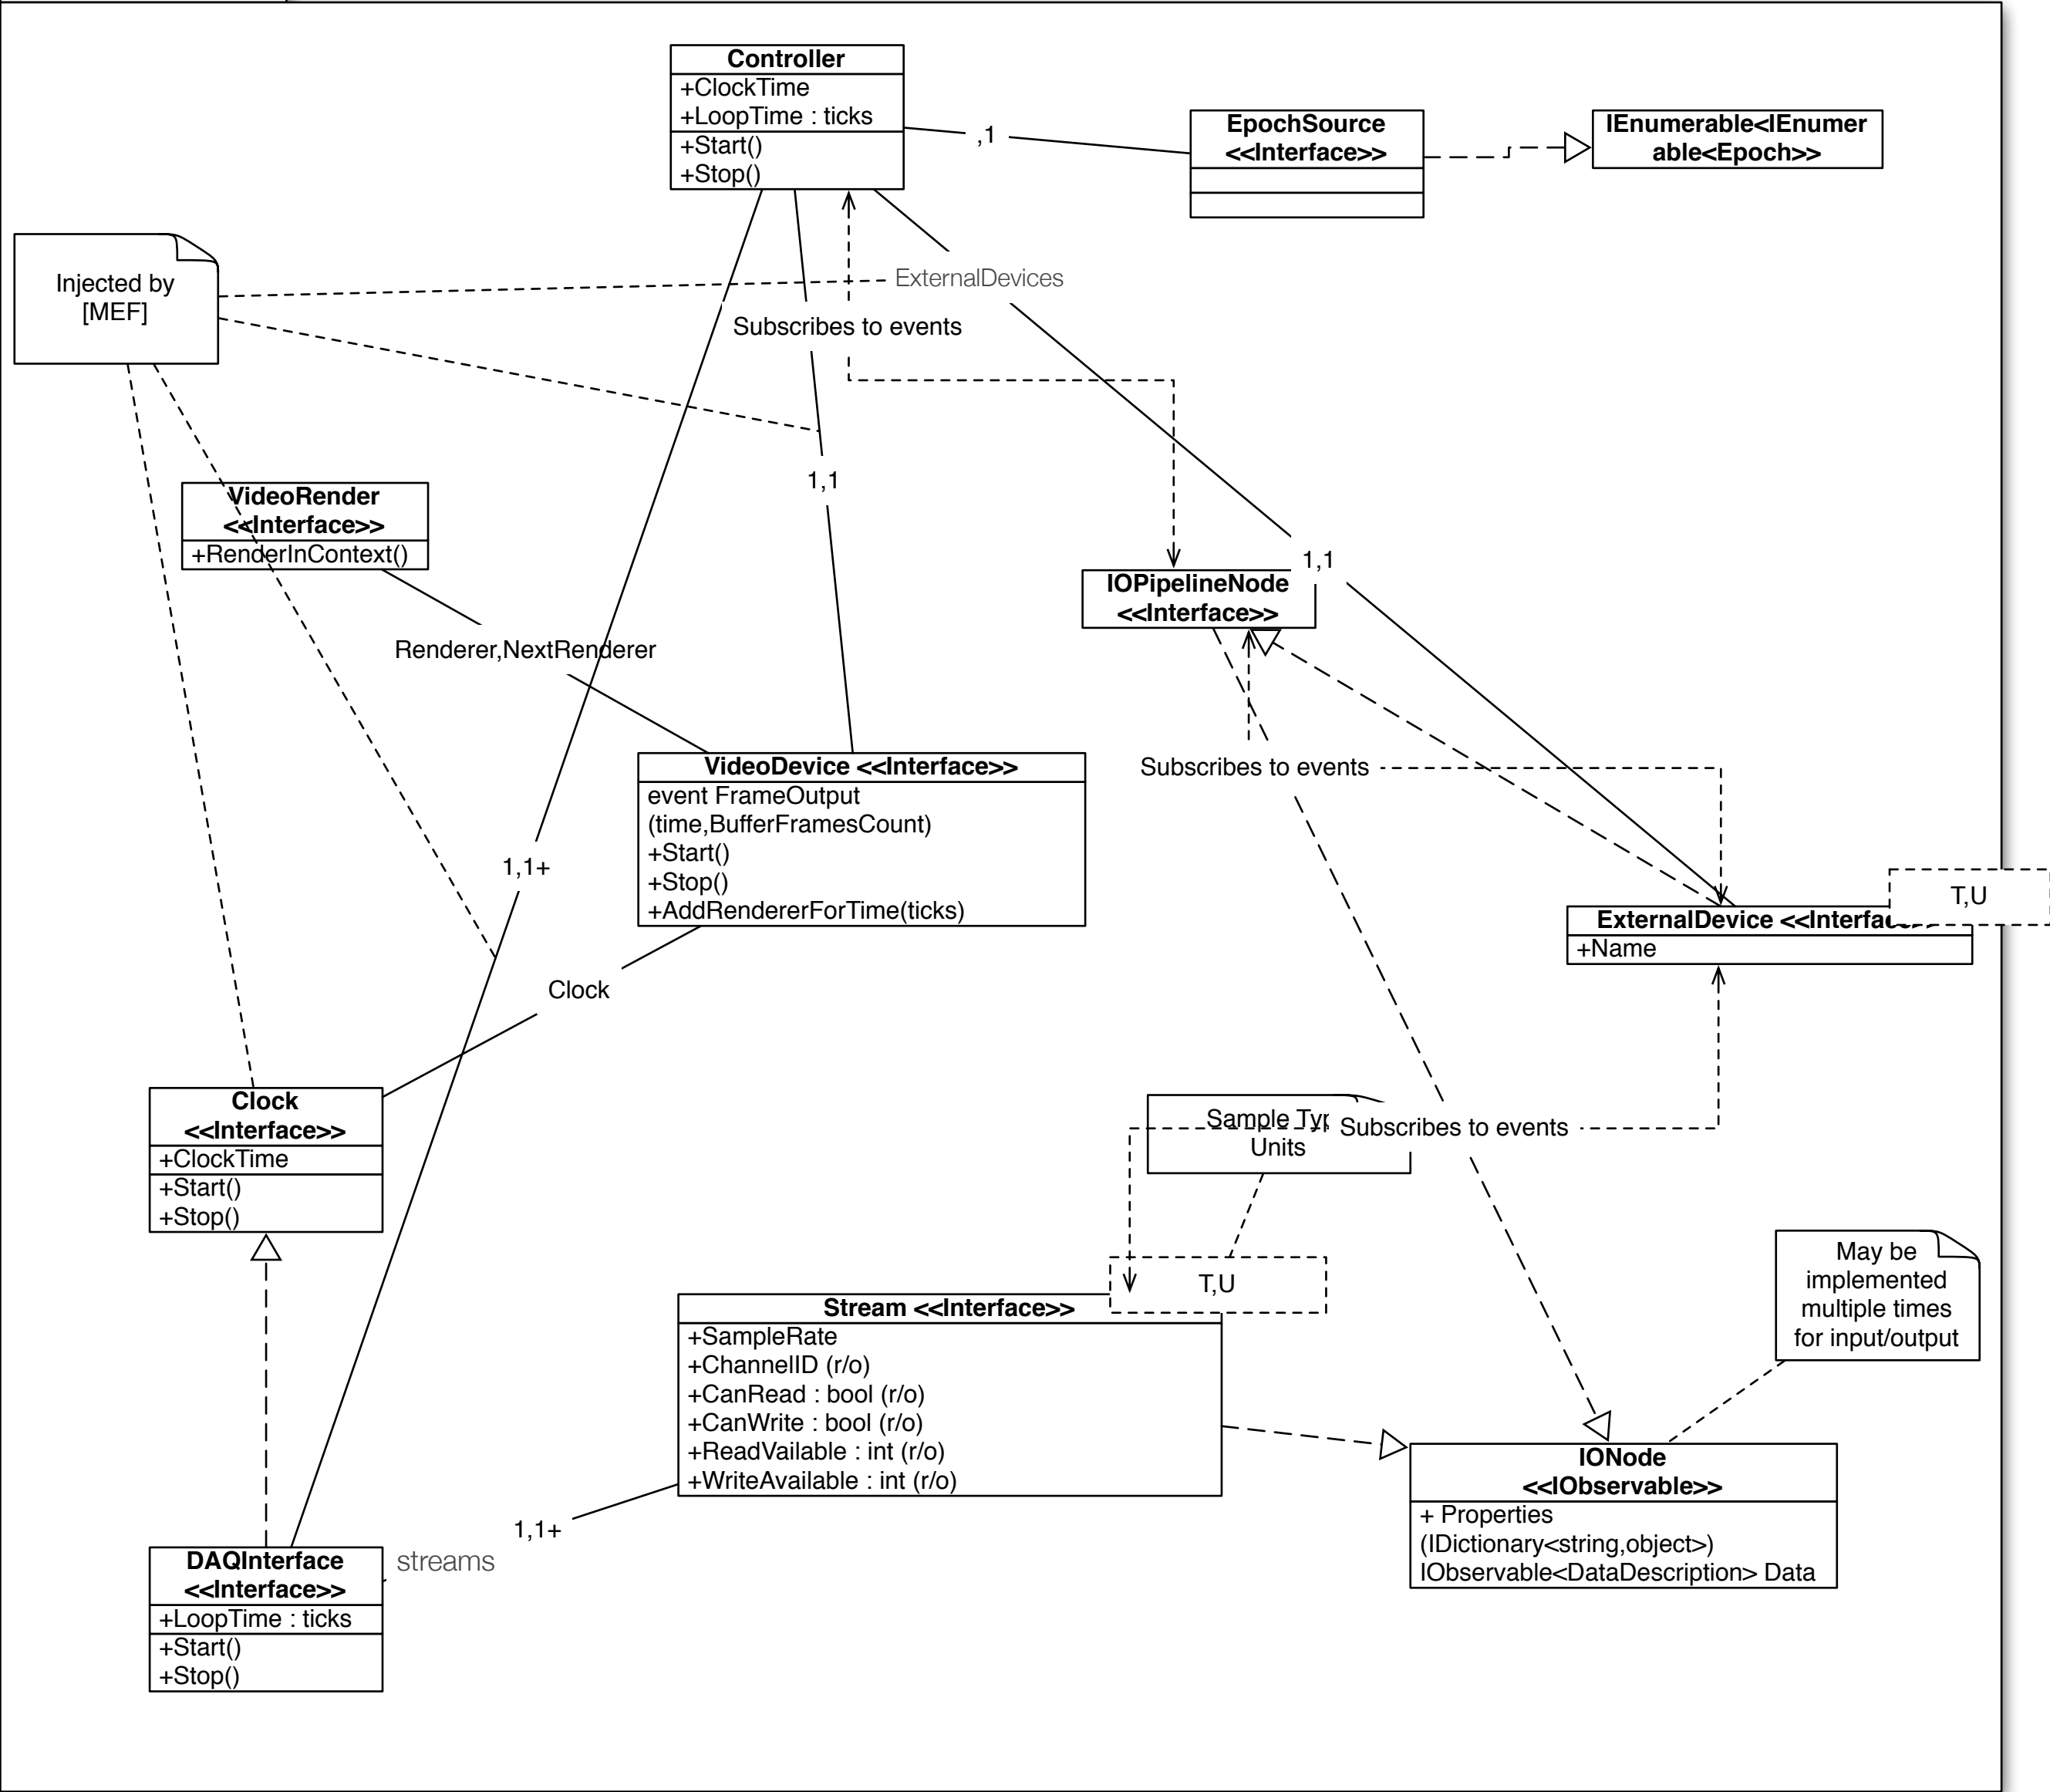 Controller
+ClockTime
+LoopTime : ticks
+Start()
+Stop()
,1
EpochSource
<<Interface>>
IEnumerable<IEnumer
able<Epoch>>
Injected by
[MEF]
ExternalDevices
Subscribes to events
1,1
VideoRender
<<Interface>>
+RenderInContext()
1,1
IOPipelineNode
<<Interface>>
Renderer,NextRenderer
VideoDevice <<Interface>>
event FrameOutput
(time,BufferFramesCount)
+Start()
+Stop()
+AddRendererForTime(ticks)
Subscribes to events
1,1+
T,U
ExternalDevice <<Interface>>
+Name
Clock
Clock
<<Interface>>
+ClockTime
+Start()
+Stop()
Sample Typ
Units
Subscribes to events
T,U
Stream <<Interface>>
+SampleRate
+ChannelID (r/o)
+CanRead : bool (r/o)
+CanWrite : bool (r/o)
+ReadVailable : int (r/o)
+WriteAvailable : int (r/o)
May be
implemented
multiple times
for input/output
IONode
<<IObservable>>
+ Properties
(IDictionary<string,object>)
IObservable<DataDescription> Data
1,1+
streams
DAQInterface
<<Interface>>
+LoopTime : ticks
+Start()
+Stop()